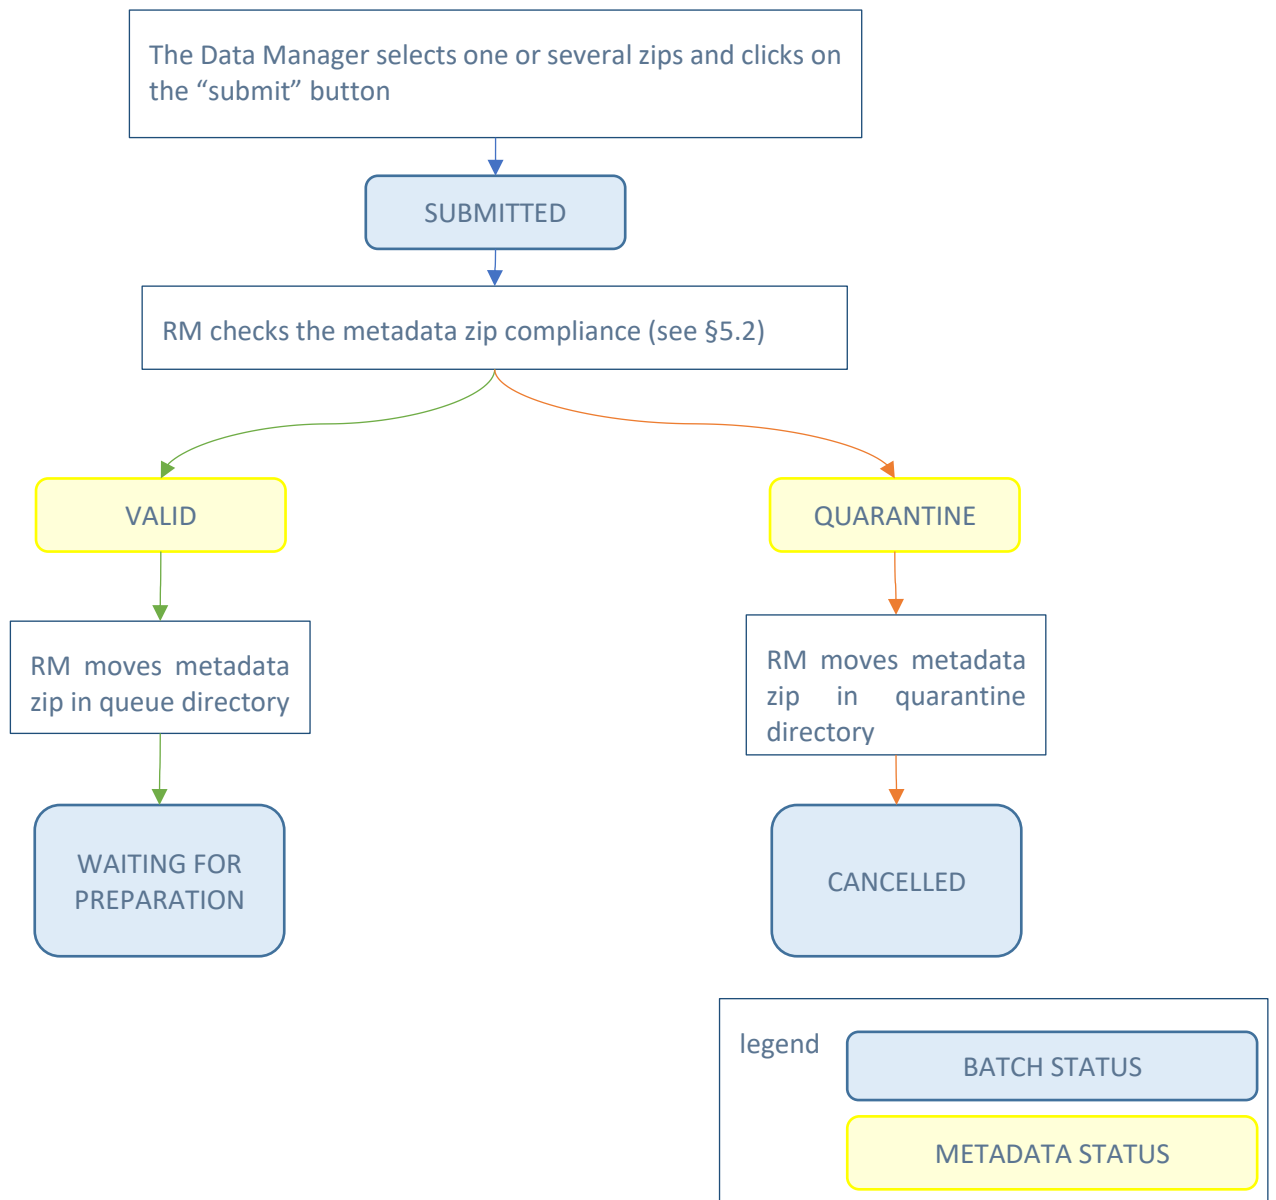 The Data Manager selects one or several zips and clicks on
the “submit” button
SUBMITTED
RM checks the metadata zip compliance (see §5.2)
VALID
QUARANTINE
RM moves metadata
zip in queue directory
RM moves metadata
zip in quarantine
directory
WAITING FOR
PREPARATION
CANCELLED
legend
BATCH STATUS
METADATA STATUS